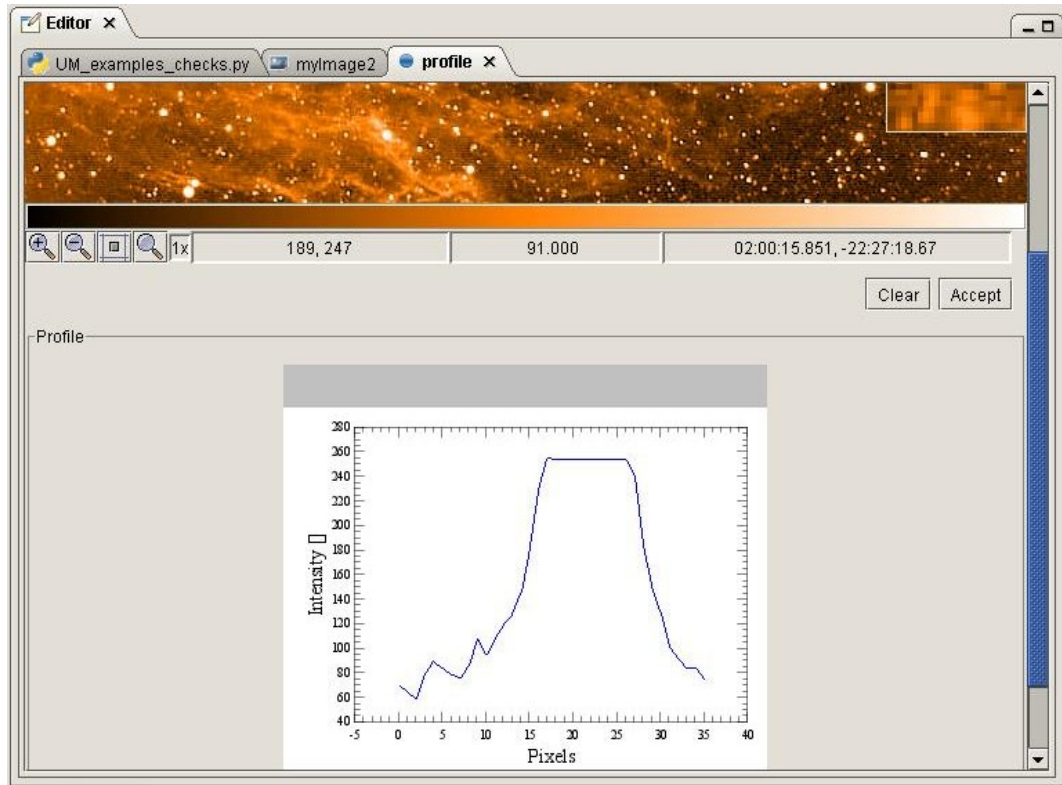 Editor
UM_examples_checks.py myImage2 profile
1x 189, 247 91.000 02:00:15.851, -22:27:18.67
Clear Accept
Profile
280
260
240
220
200
180
160
140
120
100
80
60
40
Intensity []
-5 0 5 10 15 20 25 30 35 40
Pixels